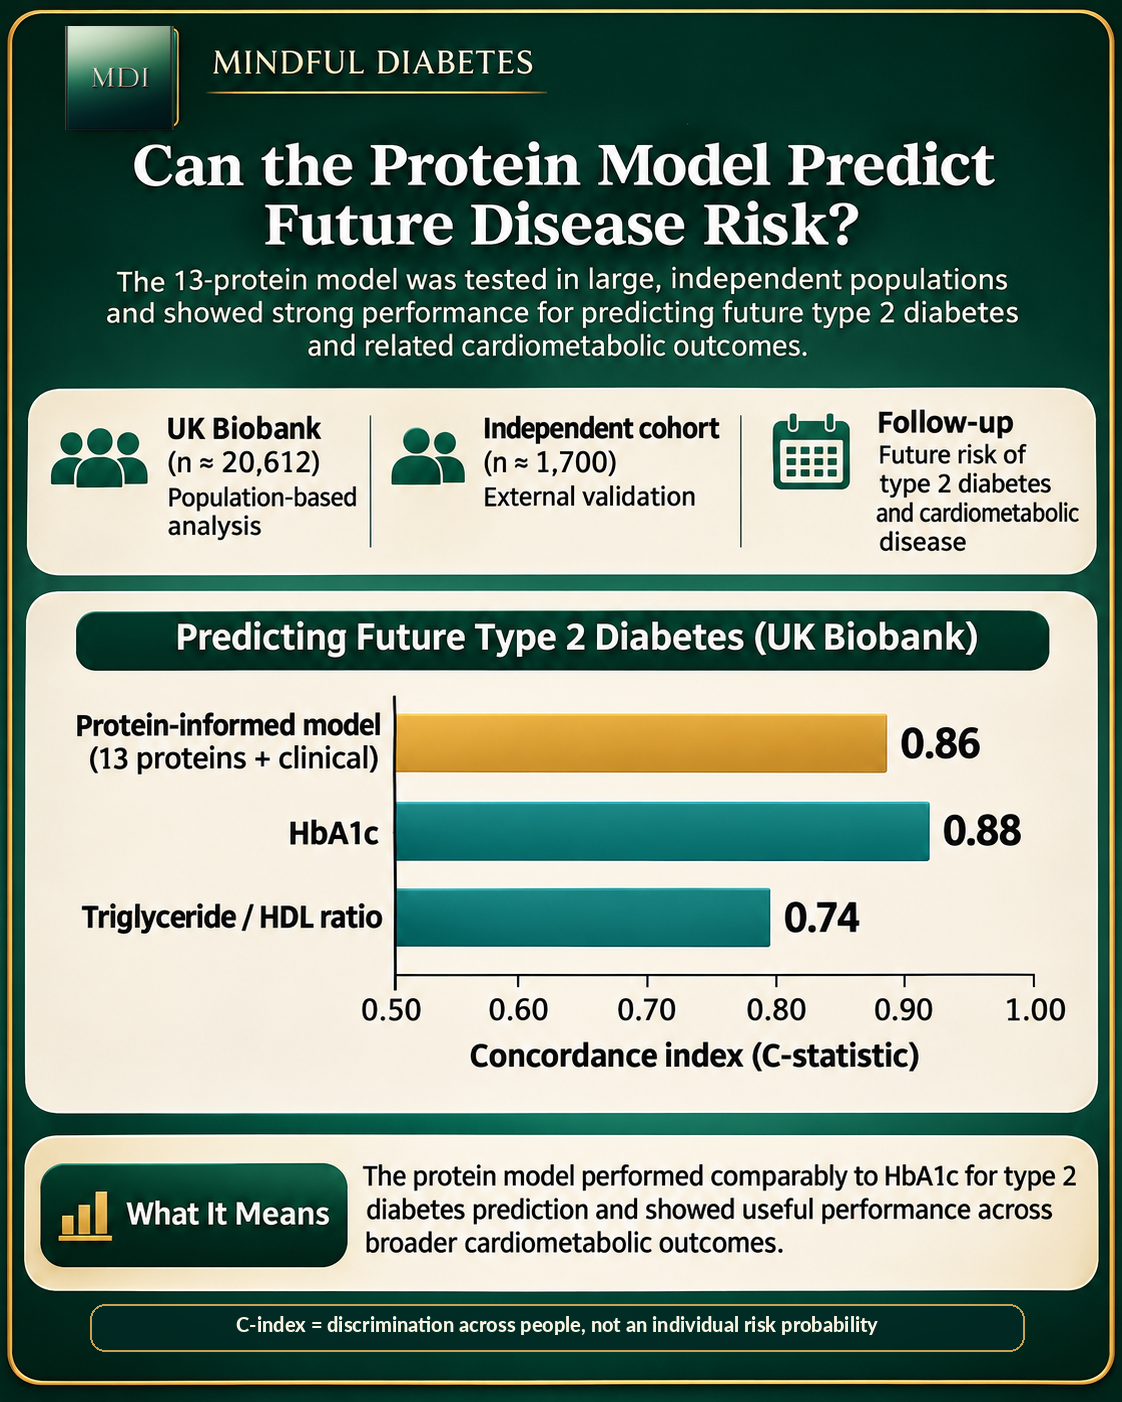 MDI
MINDFUL DIABETES
Can the Protein Model Predict
Future Disease Risk?
The 13-protein model was tested in large, independent populations
and showed strong performance for predicting future type 2 diabetes
and related cardiometabolic outcomes.
UK Biobank
(n ≈ 20,612)
Population-based
analysis
Independent cohort
(n ≈ 1,700)
External validation
Follow-up
Future risk of
type 2 diabetes
and cardiometabolic
disease
Predicting Future Type 2 Diabetes (UK Biobank)
Protein-informed model
(13 proteins + clinical)
0.86
HbA1c
0.88
Triglyceride / HDL ratio
0.74
0.50 0.60 0.70 0.80 0.90 1.00
Concordance index (C-statistic)
What It Means
The protein model performed comparably to HbA1c for type 2
diabetes prediction and showed useful performance across
broader cardiometabolic outcomes.
C-index = discrimination across people, not an individual risk probability